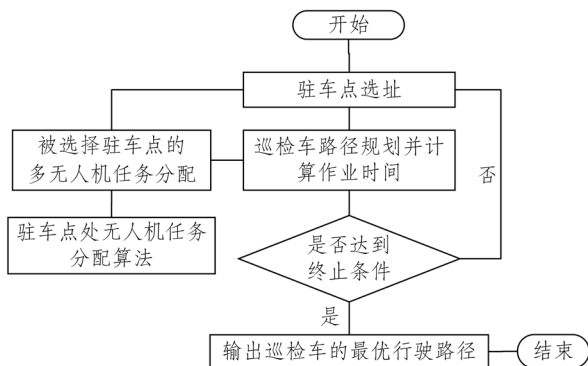 开始
驻车点选址
被选择驻车点的
多无人机任务分配
巡检车路径规划并计
算作业时间
否
驻车点处无人机任务
分配算法
是否达到
终止条件
是
输出巡检车的最优行驶路径
结束